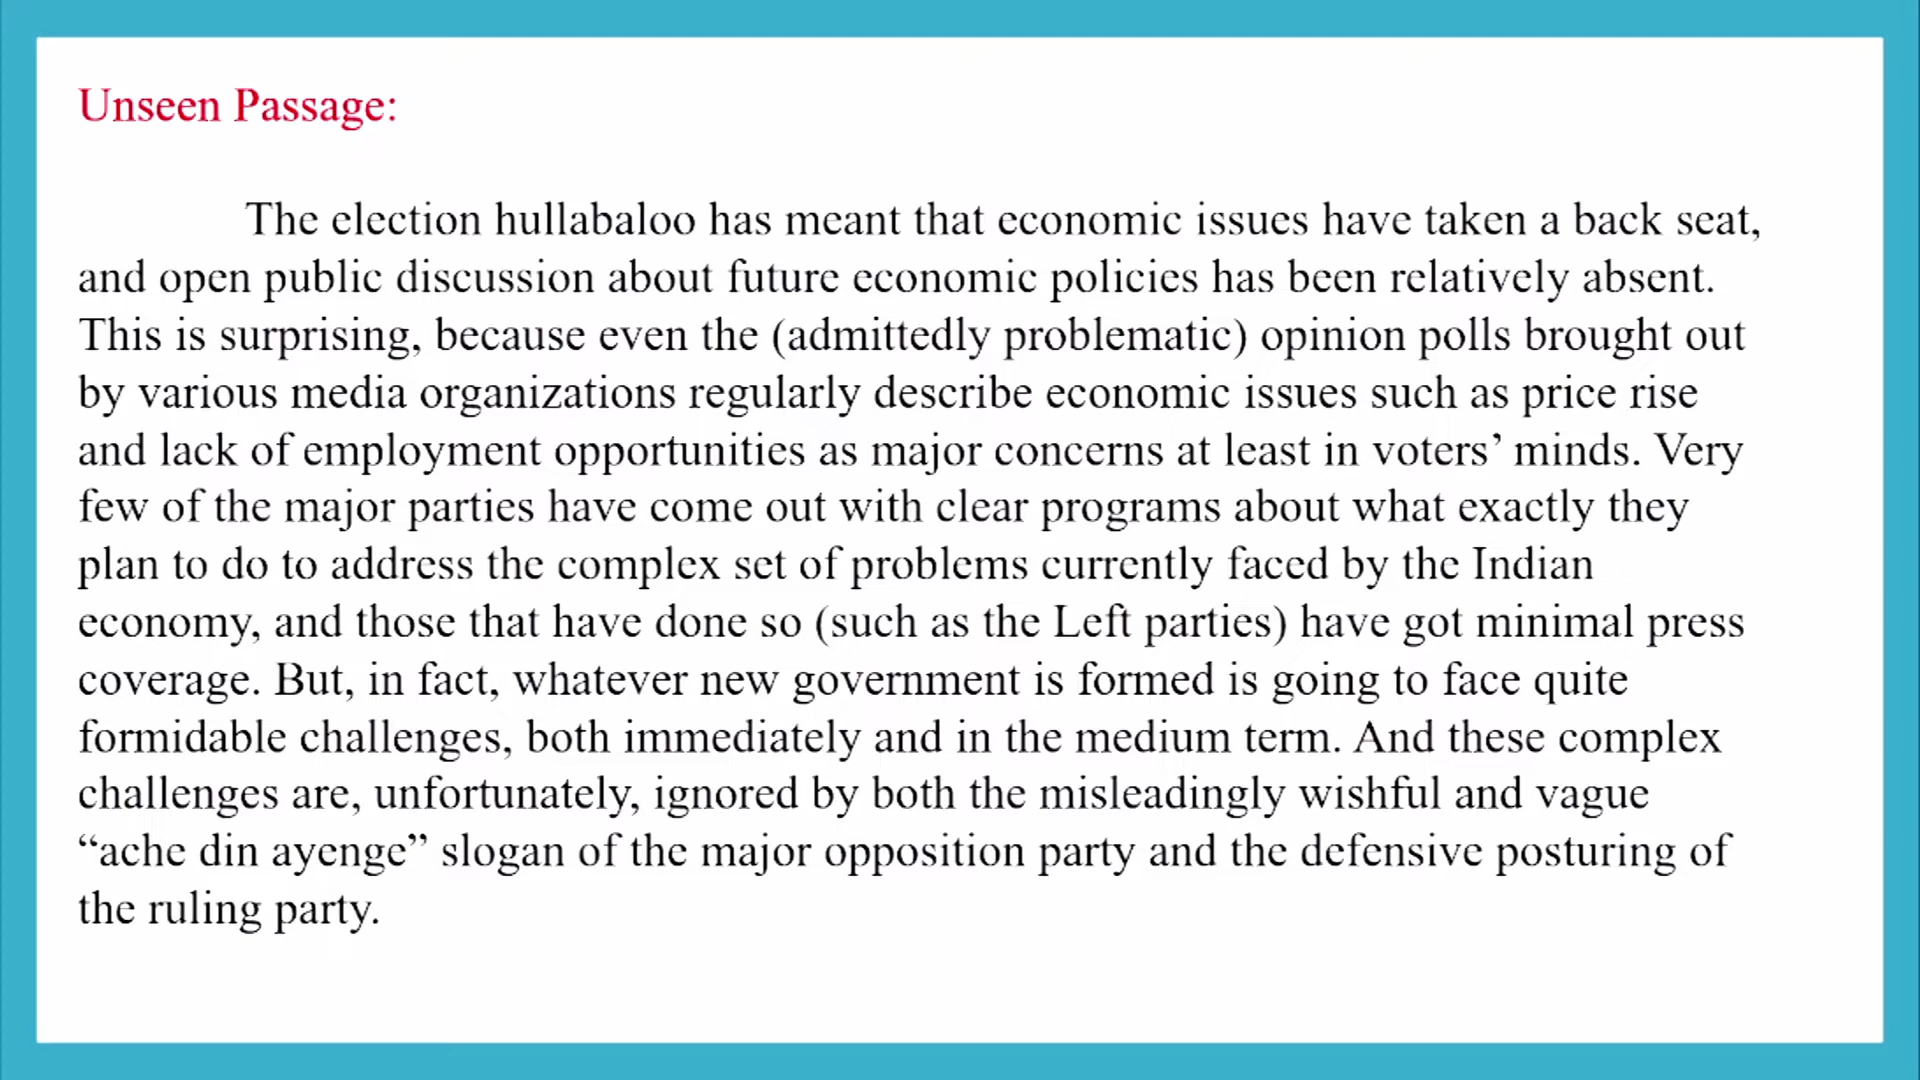 Unseen Passage:
The election hullabaloo has meant that economic issues have taken a back seat,
and open public discussion about future economic policies has been relatively absent.
This is surprising, because even the (admittedly problematic) opinion polls brought out
by various media organizations regularly describe economic issues such as price rise
and lack of employment opportunities as major concerns at least in voters’ minds. Very
few of the major parties have come out with clear programs about what exactly they
plan to do to address the complex set of problems currently faced by the Indian
economy, and those that have done so (such as the Left parties) have got minimal press
coverage. But, in fact, whatever new government is formed is going to face quite
formidable challenges, both immediately and in the medium term. And these complex
challenges are, unfortunately, ignored by both the misleadingly wishful and vague
“ache din ayenge” slogan of the major opposition party and the defensive posturing of
the ruling party.